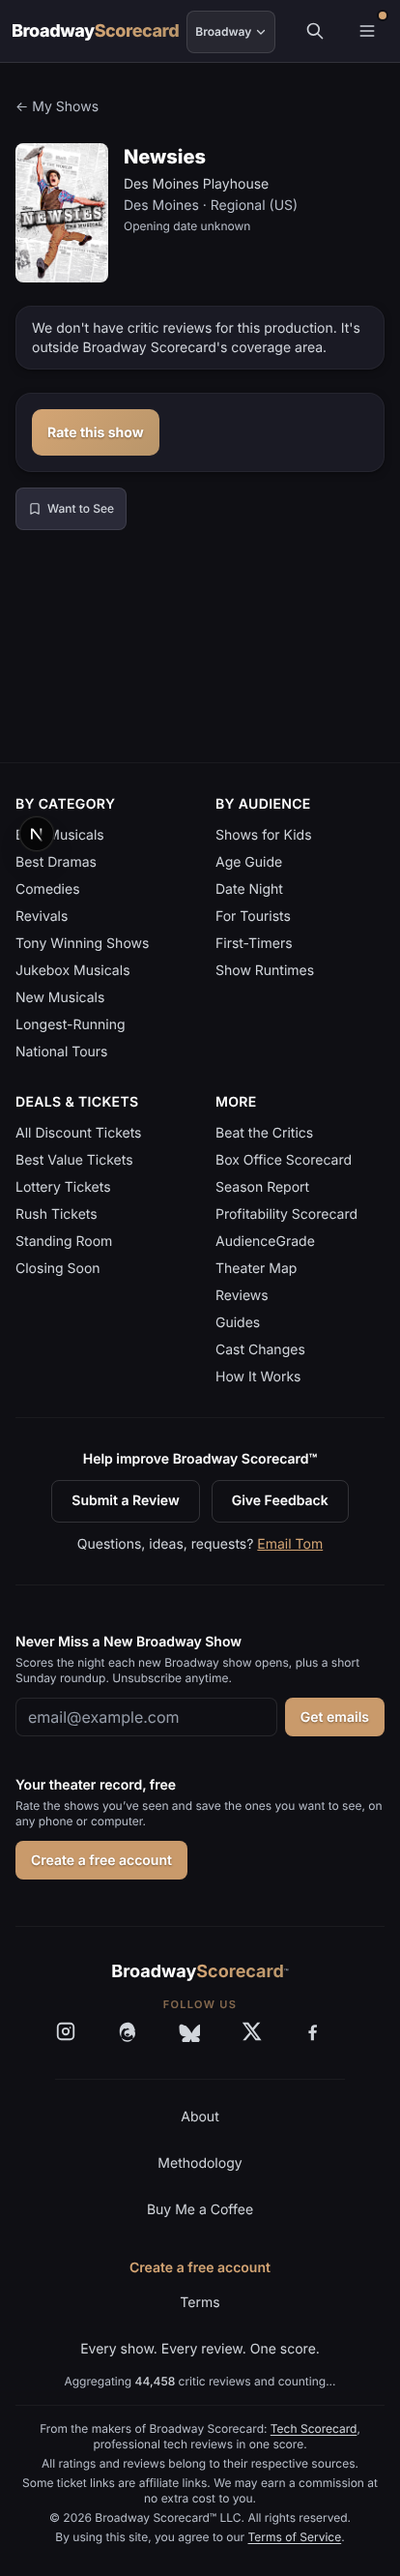 BroadwayScorecard Broadway
← My Shows
NEWSIES
THE MUSICAL
Newsies
Des Moines Playhouse
Des Moines · Regional (US)
Opening date unknown
We don't have critic reviews for this production. It's
outside Broadway Scorecard's coverage area.
Rate this show
Want to See
BY CATEGORY
Musicals
Best Dramas
Comedies
Revivals
Tony Winning Shows
Jukebox Musicals
New Musicals
Longest-Running
National Tours
BY AUDIENCE
Shows for Kids
Age Guide
Date Night
For Tourists
First-Timers
Show Runtimes
DEALS & TICKETS
All Discount Tickets
Best Value Tickets
Lottery Tickets
Rush Tickets
Standing Room
Closing Soon
MORE
Beat the Critics
Box Office Scorecard
Season Report
Profitability Scorecard
AudienceGrade
Theater Map
Reviews
Guides
Cast Changes
How It Works
Help improve Broadway Scorecard™
Submit a Review
Give Feedback
Questions, ideas, requests? Email Tom
Never Miss a New Broadway Show
Scores the night each new Broadway show opens, plus a short
Sunday roundup. Unsubscribe anytime.
email@example.com
Get emails
Your theater record, free
Rate the shows you've seen and save the ones you want to see, on
any phone or computer.
Create a free account
BroadwayScorecard™
FOLLOW US
About
Methodology
Buy Me a Coffee
Create a free account
Terms
Every show. Every review. One score.
Aggregating 44,458 critic reviews and counting...
From the makers of Broadway Scorecard: Tech Scorecard,
professional tech reviews in one score.
All ratings and reviews belong to their respective sources.
Some ticket links are affiliate links. We may earn a commission at
no extra cost to you.
© 2026 Broadway Scorecard™ LLC. All rights reserved.
By using this site, you agree to our Terms of Service.